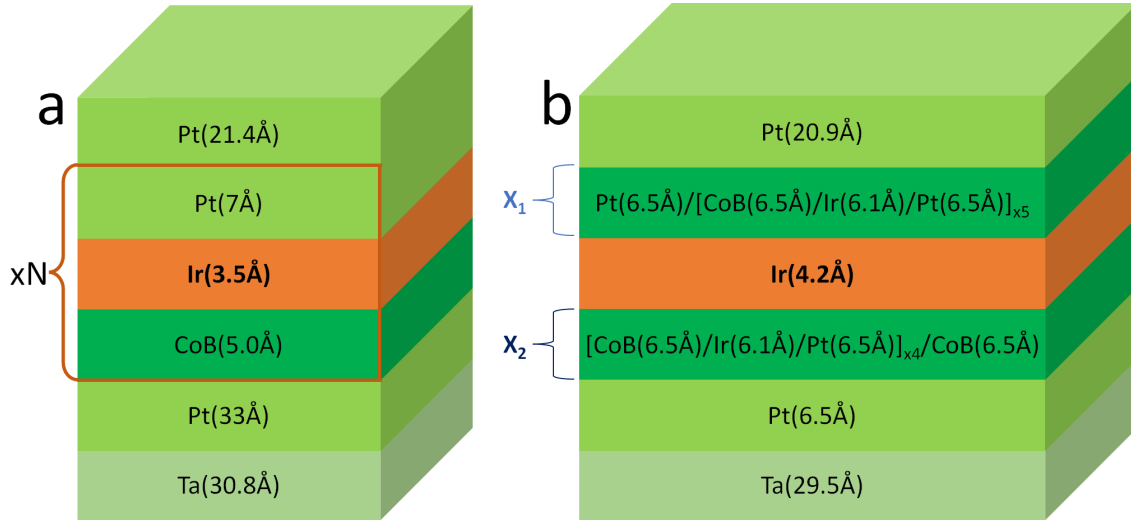 a
Pt(21.4Å)
Pt(7Å)
xN
Ir(3.5Å)
CoB(5.0Å)
Pt(33Å)
Ta(30.8Å)
b
Pt(20.9Å)
X₁
Pt(6.5Å)/[CoB(6.5Å)/Ir(6.1Å)/Pt(6.5Å)]ₓ₅
Ir(4.2Å)
X₂
[CoB(6.5Å)/Ir(6.1Å)/Pt(6.5Å)]ₓ₄/CoB(6.5Å)
Pt(6.5Å)
Ta(29.5Å)